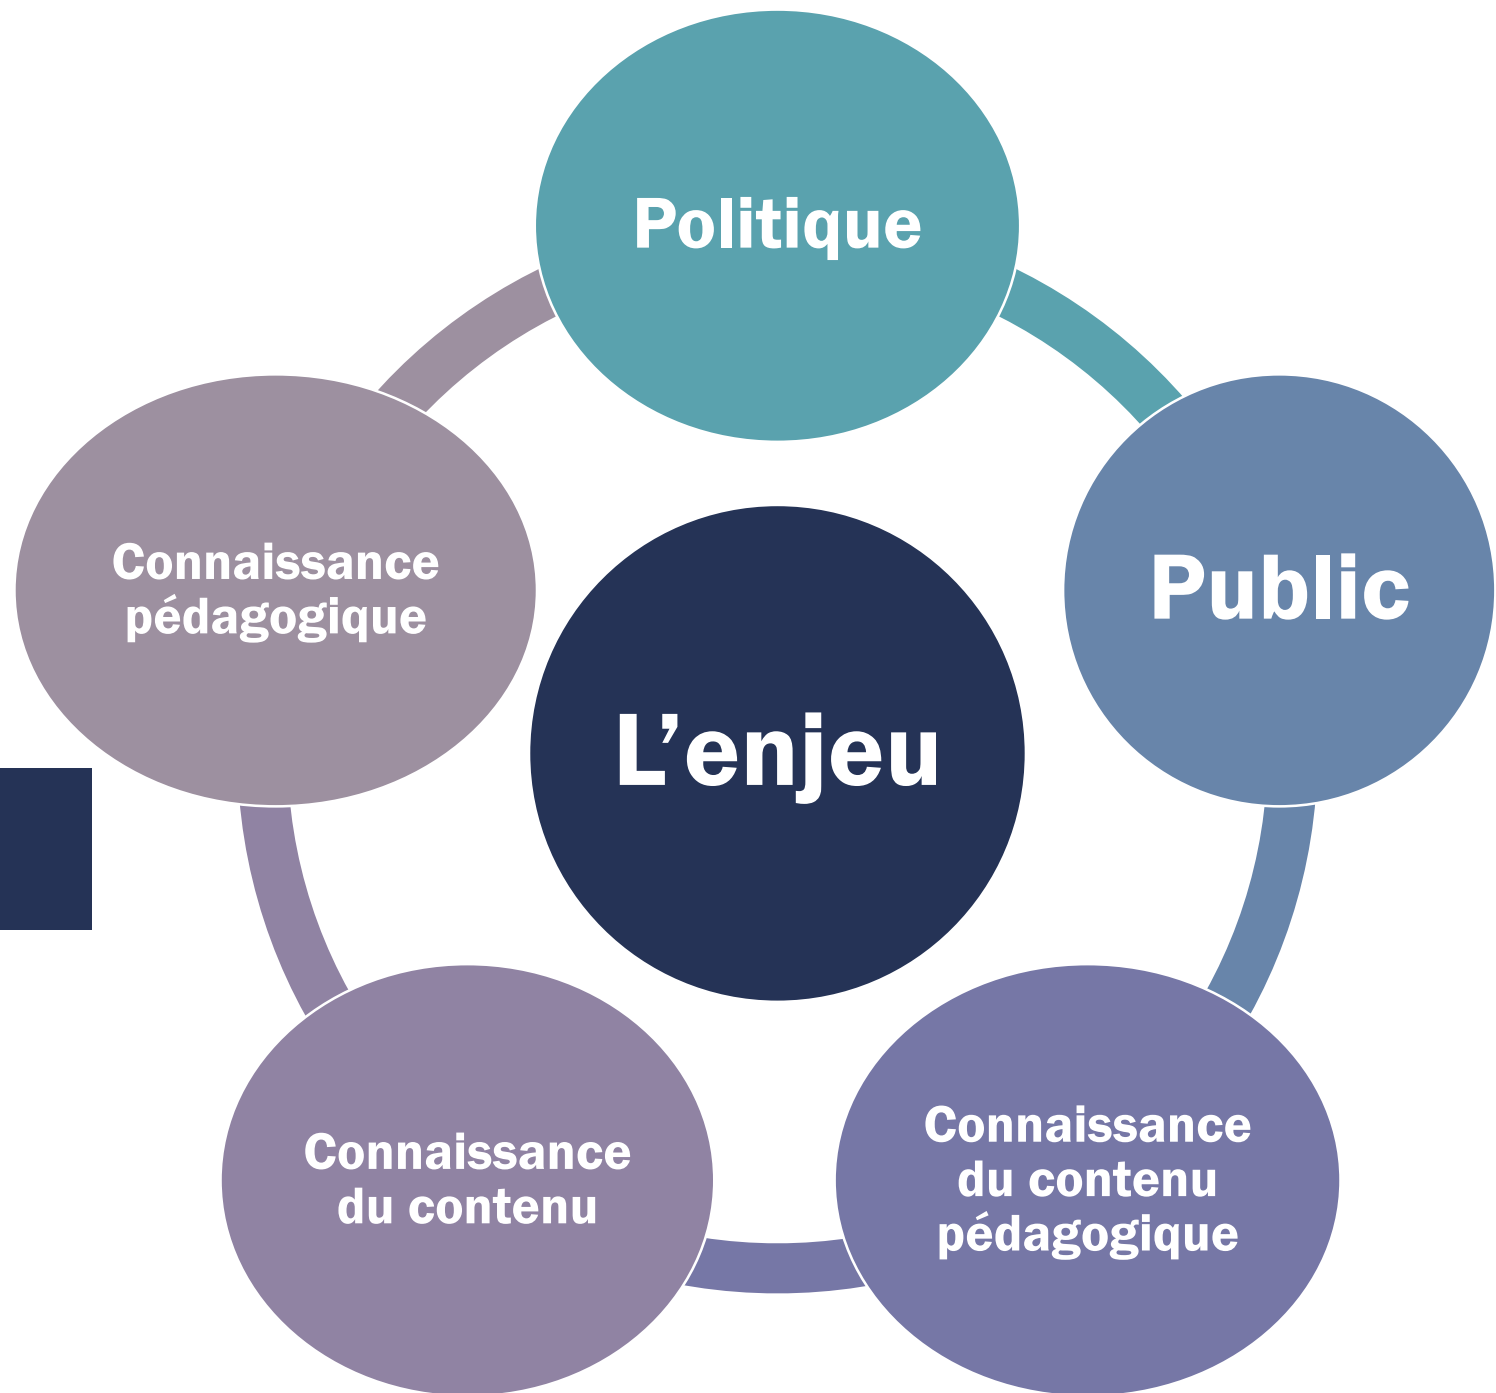 Politique
Public
Connaissance
pédagogique
L’enjeu
Connaissance
du contenu
pédagogique
Connaissance
du contenu